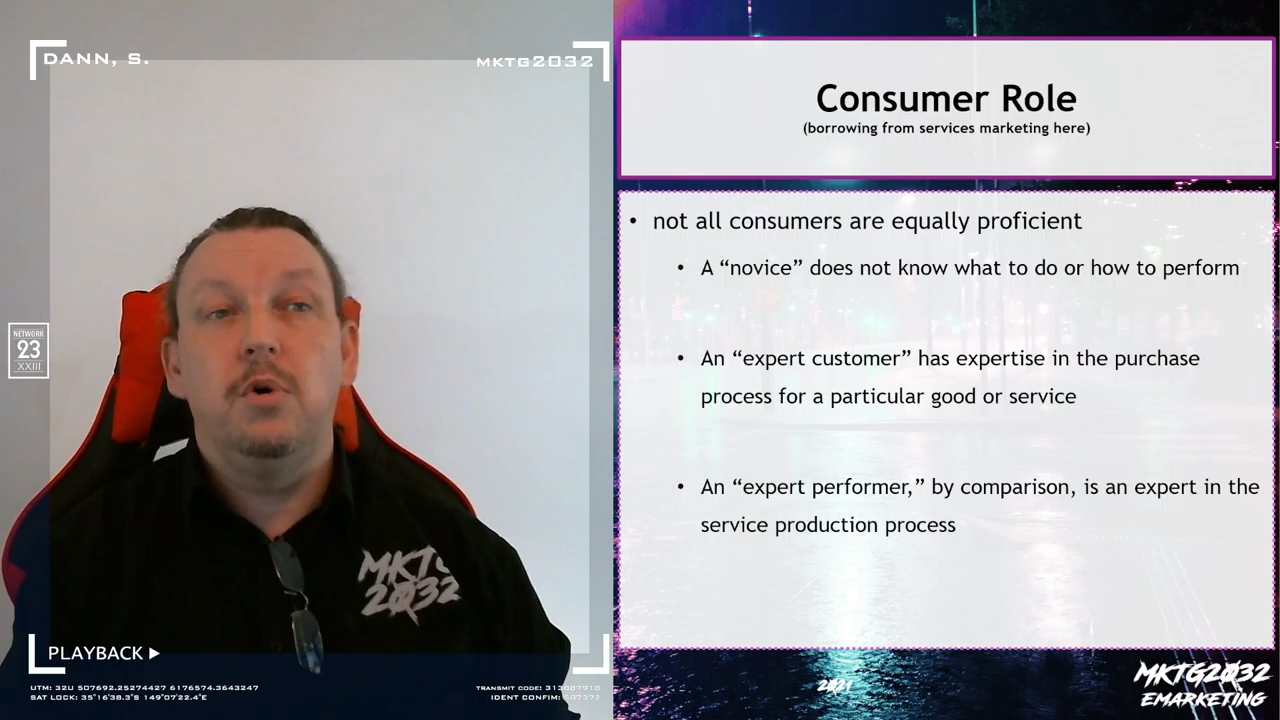 DANN, S.
MKTG2032
NETWORK
23
XXIII
MKTG
2032
PLAYBACK
UTM: 32U 507692.25274427 6176574.3643247
SAT LOCK: 35°16'38.3"S 149°07'22.4"E
TRANSMIT CODE:
IDENT CONFIM:
Consumer Role
(borrowing from services marketing here)
• not all consumers are equally proficient
• A “novice” does not know what to do or how to perform
• An “expert customer” has expertise in the purchase
process for a particular good or service
• An “expert performer,” by comparison, is an expert in the
service production process
2021
MKTG2032
EMARKETING